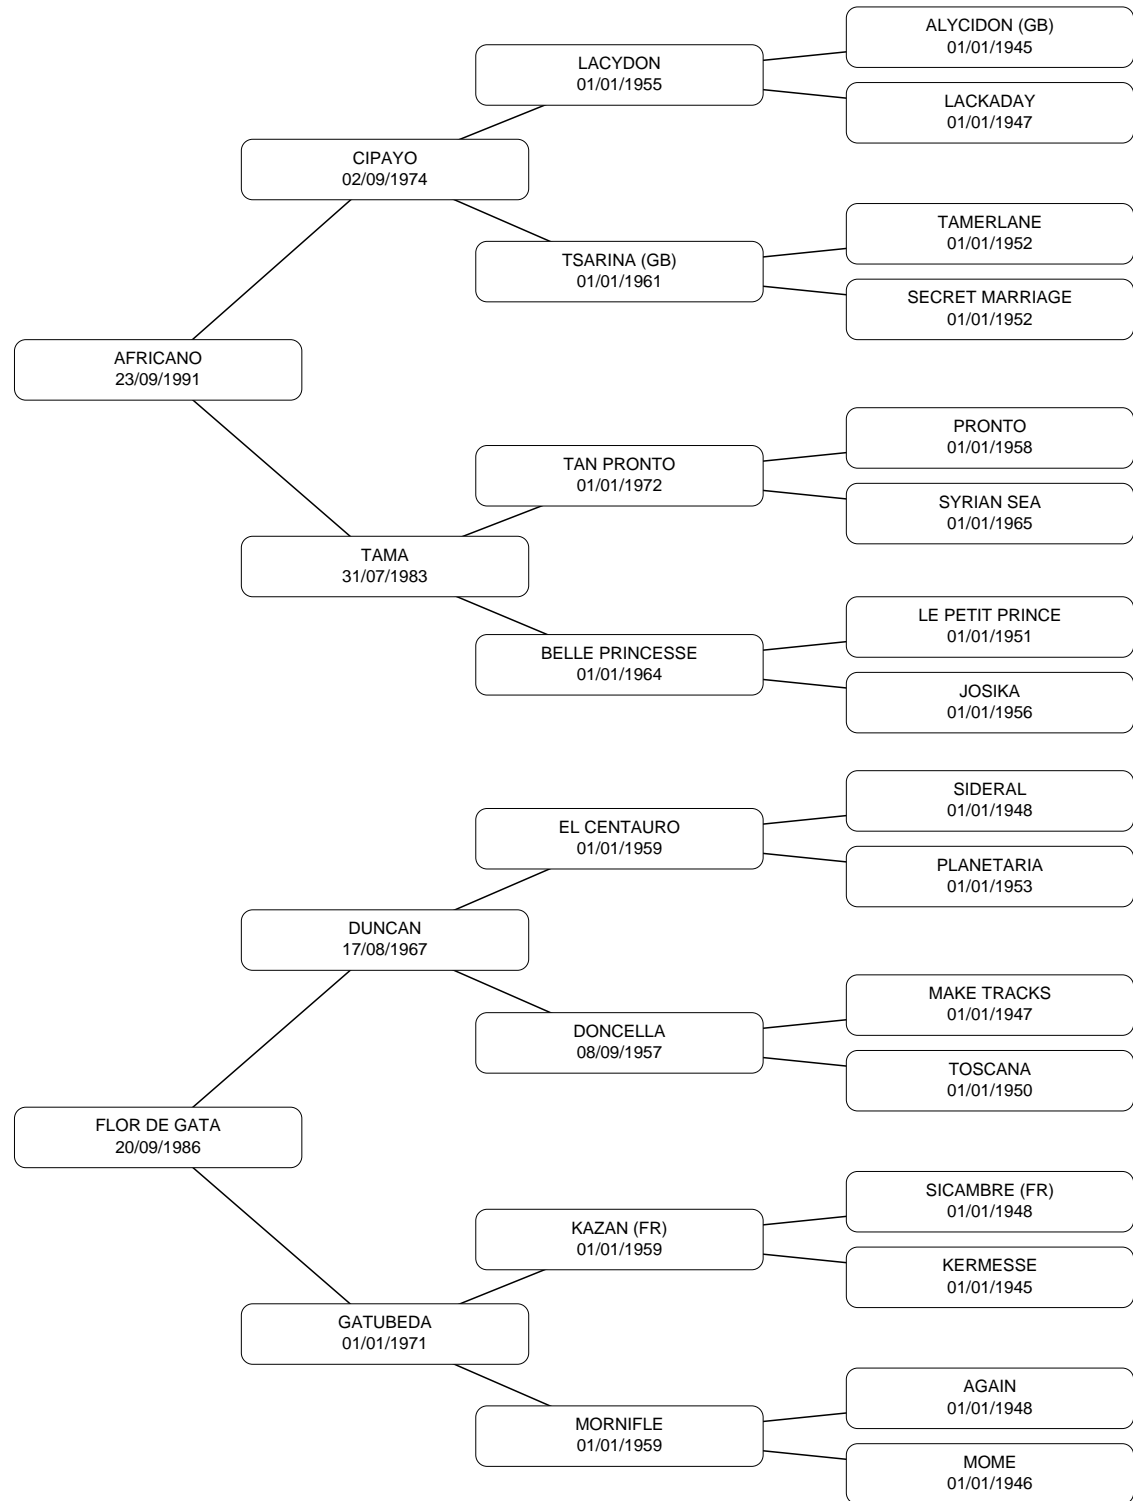 ALYCIDON (GB)
01/01/1945
LACYDON
01/01/1955
LACKADAY
01/01/1947
CIPAYO
02/09/1974
TAMERLANE
01/01/1952
TSARINA (GB)
01/01/1961
SECRET MARRIAGE
01/01/1952
AFRICANO
23/09/1991
PRONTO
01/01/1958
TAN PRONTO
01/01/1972
SYRIAN SEA
01/01/1965
TAMA
31/07/1983
LE PETIT PRINCE
01/01/1951
BELLE PRINCESSE
01/01/1964
JOSIKA
01/01/1956
SIDERAL
01/01/1948
EL CENTAURO
01/01/1959
PLANETARIA
01/01/1953
DUNCAN
17/08/1967
MAKE TRACKS
01/01/1947
DONCELLA
08/09/1957
TOSCANA
01/01/1950
FLOR DE GATA
20/09/1986
SICAMBRE (FR)
01/01/1948
KAZAN (FR)
01/01/1959
KERMESSE
01/01/1945
GATUBEDA
01/01/1971
AGAIN
01/01/1948
MORNIFLE
01/01/1959
MOME
01/01/1946